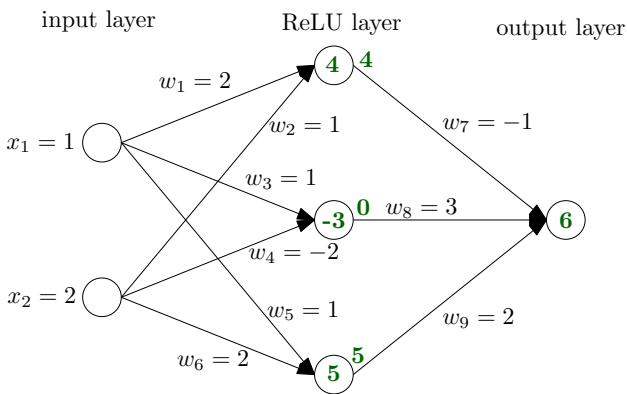 input layer
ReLU layer
output layer
4
4
w₁ = 2
w₂ = 1
w₇ = −1
x₁ = 1
w₃ = 1
-3
0
w₈ = 3
6
w₄ = −2
x₂ = 2
w₅ = 1
w₉ = 2
w₆ = 2
5
5